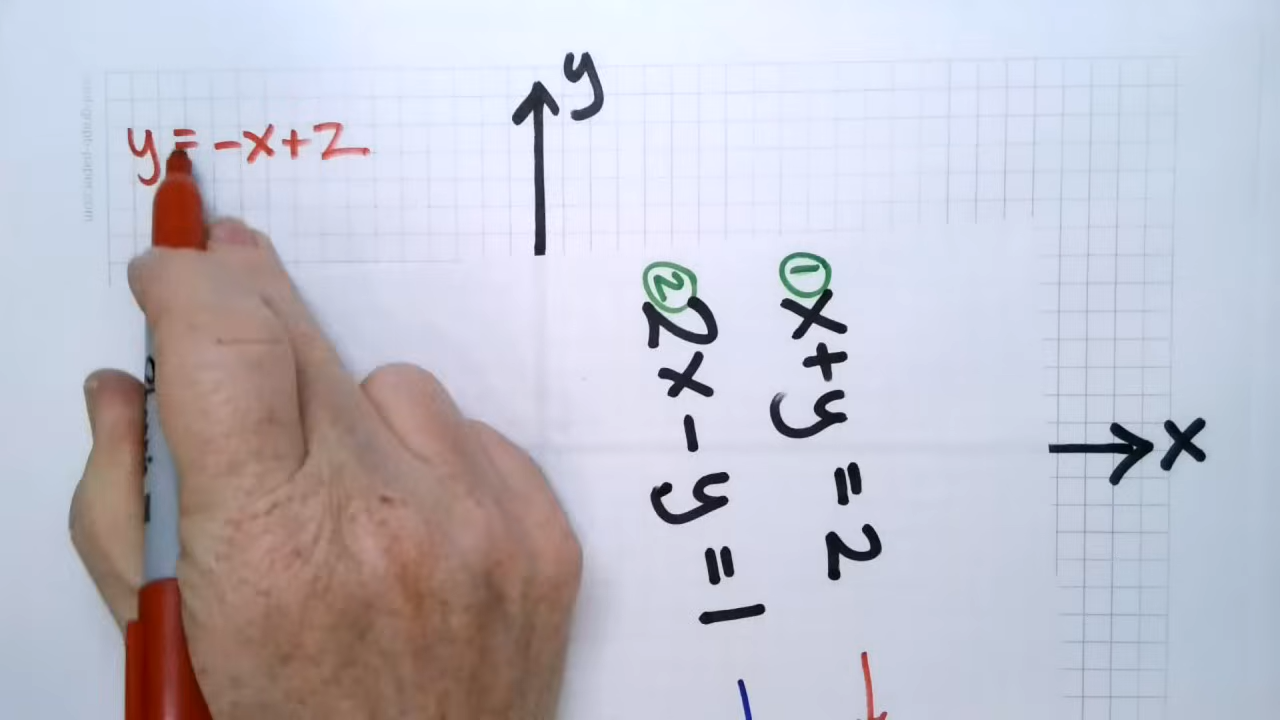 y
y = -x+2
① x+y = 2
② 2x - y = 1
x